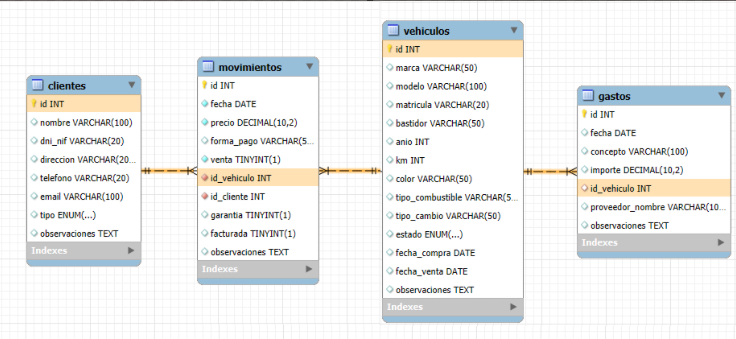 clientes
id INT
nombre VARCHAR(100)
dni_nif VARCHAR(20)
direccion VARCHAR(20...
telefono VARCHAR(20)
email VARCHAR(100)
tipo ENUM(...)
observaciones TEXT
Indexes
movimientos
id INT
fecha DATE
precio DECIMAL(10,2)
forma_pago VARCHAR(5...
venta TINYINT(1)
id_vehiculo INT
id_cliente INT
garantia TINYINT(1)
facturada TINYINT(1)
observaciones TEXT
Indexes
vehiculos
id INT
marca VARCHAR(50)
modelo VARCHAR(100)
matricula VARCHAR(20)
bastidor VARCHAR(50)
anio INT
km INT
color VARCHAR(50)
tipo_combustible VARCHAR(5...
tipo_cambio VARCHAR(50)
estado ENUM(...)
fecha_compra DATE
fecha_venta DATE
observaciones TEXT
Indexes
gastos
id INT
fecha DATE
concepto VARCHAR(100)
importe DECIMAL(10,2)
id_vehiculo INT
proveedor_nombre VARCHAR(10...
observaciones TEXT
Indexes